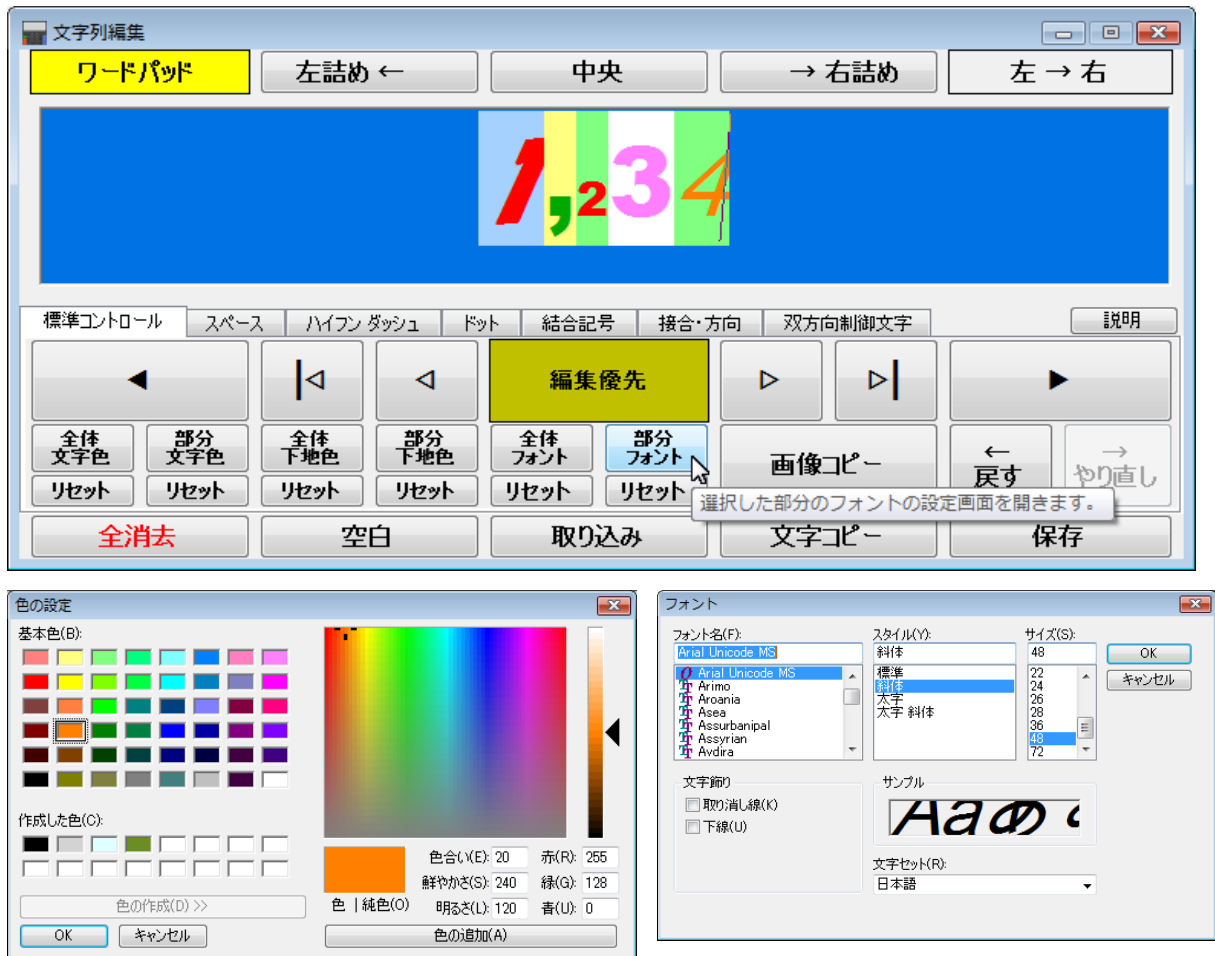 文字列編集
ワードパッド 左詰め ← 中央 → 右詰め 左 → 右
1,234
標準コントロール スペース ハイフン ダッシュ ドット 結合記号 接合・方向 双方向制御文字 説明
◀ |◁ ◁ 編集優先 ▷ ▷| ▶
全体 部分 全体 部分 全体 部分
文字色 文字色 下地色 下地色 フォント フォント 画像コピー ← →
戻す やり直し
リセット リセット リセット リセット リセット リセット
選択した部分のフォントの設定画面を開きます。
全消去 空白 取り込み 文字コピー 保存
色の設定
基本色(B):
作成した色(C):
色の作成(D) >>
OK キャンセル
色 | 純色(O)
色合い(E): 20 赤(R): 255
鮮やかさ(S): 240 緑(G): 128
明るさ(L): 120 青(U): 0
色の追加(A)
フォント
フォント名(F): スタイル(Y): サイズ(S):
Arial Unicode MS 斜体 48 OK
Arial Unicode MS 標準 22 キャンセル
Arimo 斜体 24
Aroania 太字 26
Asea 太字 斜体 28
Assurbanipal 36
Assyrian 48
Avdira 72
文字飾り サンプル
取り消し線(K)
下線(U)
Aaあ
文字セット(R):
日本語